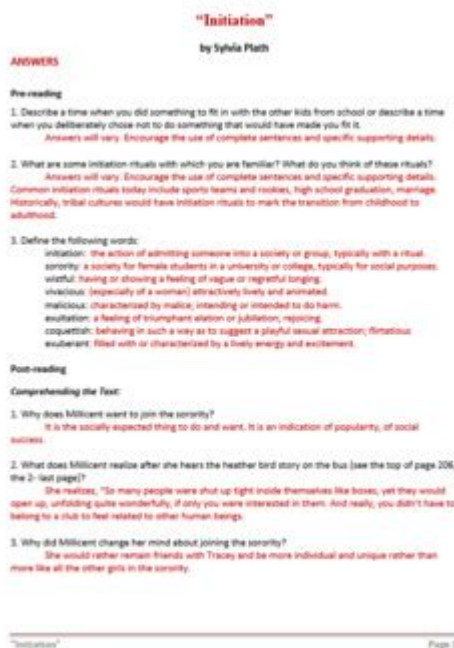 "Initiation"
by Sylvia Plath
ANSWERS
Pre-reading
1. Describe a time when you did something to fit in with the other kids from school or describe a time
when you deliberately chose not to do something that would have made you fit it.
Answers will vary. Encourage the use of complete sentences and specific supporting details.
2. What are some initiation rituals with which you are familiar? What do you think of these rituals?
Answers will vary. Encourage the use of complete sentences and specific supporting details.
Common initiation rituals today include sports teams and rookies, high school graduation, marriage.
Historically, tribal cultures would have initiation rituals to mark the transition from childhood to
adulthood.
3. Define the following words:
initiation: the action of admitting someone into a society or group, typically with a ritual.
sorority: a society for female students in a university or college, typically for social purposes.
wistful: having or showing a feeling of vague or regretful longing.
vivacious: (especially of a woman) attractively lively and animated.
malicious: characterized by malice; intending or intended to do harm.
exultation: a feeling of triumphant elation or jubilation; rejoicing.
coquettish: behaving in such a way as to suggest a playful sexual attraction; flirtatious
exuberant: filled with or characterized by a lively energy and excitement.
Post-reading
Comprehending the Text:
1. Why does Millicent want to join the sorority?
It is the socially expected thing to do and want. It is an indication of popularity, of social
success.
2. What does Millicent realize after she hears the heather bird story on the bus (see the top of page 206,
the 2- last page)?
She realizes, "So many people were shut up tight inside themselves like boxes, yet they would
open up, unfolding quite wonderfully, if only you were interested in them. And really, you didn't have to
belong to a club to feel related to other human beings.
3. Why did Millicent change her mind about joining the sorority?
She would rather remain friends with Tracey and be more individual and unique rather than
more like all the other girls in the sorority.
"Initiation"
Page